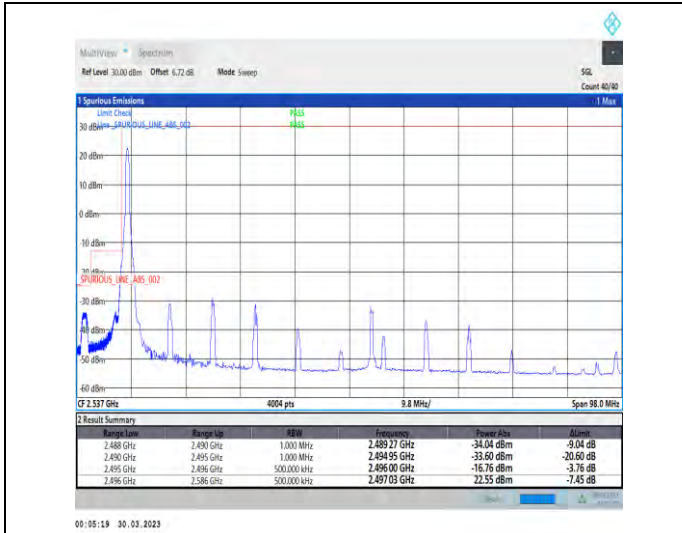 MultiView Spectrum
Ref Level 30.00 dBm Offset 6.72 dB Mode Sweep SGL
Count 40/40
1 Spurious Emissions 1 Max
Limit Check PASS
30 dBm Line _SPURIOUS_LINE_ABS_002 PASS
20 dBm
10 dBm
0 dBm
-10 dBm
-20 dBm
_SPURIOUS_LINE_ABS_002
-30 dBm
-40 dBm
-50 dBm
-60 dBm
CF 2.537 GHz 4004 pts 9.8 MHz/ Span 98.0 MHz
2 Result Summary
Range Low Range Up RBW Frequency Power Abs ΔLimit
2.488 GHz 2.490 GHz 1.000 MHz 2.489 27 GHz -34.04 dBm -9.04 dB
2.490 GHz 2.495 GHz 1.000 MHz 2.494 95 GHz -33.60 dBm -20.60 dB
2.495 GHz 2.496 GHz 500.000 kHz 2.496 00 GHz -16.76 dBm -3.76 dB
2.496 GHz 2.586 GHz 500.000 kHz 2.497 03 GHz 22.55 dBm -7.45 dB
00:05:19 30.03.2023